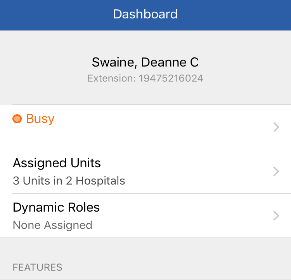 Dashboard
Swaine, Deanne C
Extension: 19475216024
Busy
Assigned Units
3 Units in 2 Hospitals
Dynamic Roles
None Assigned
FEATURES